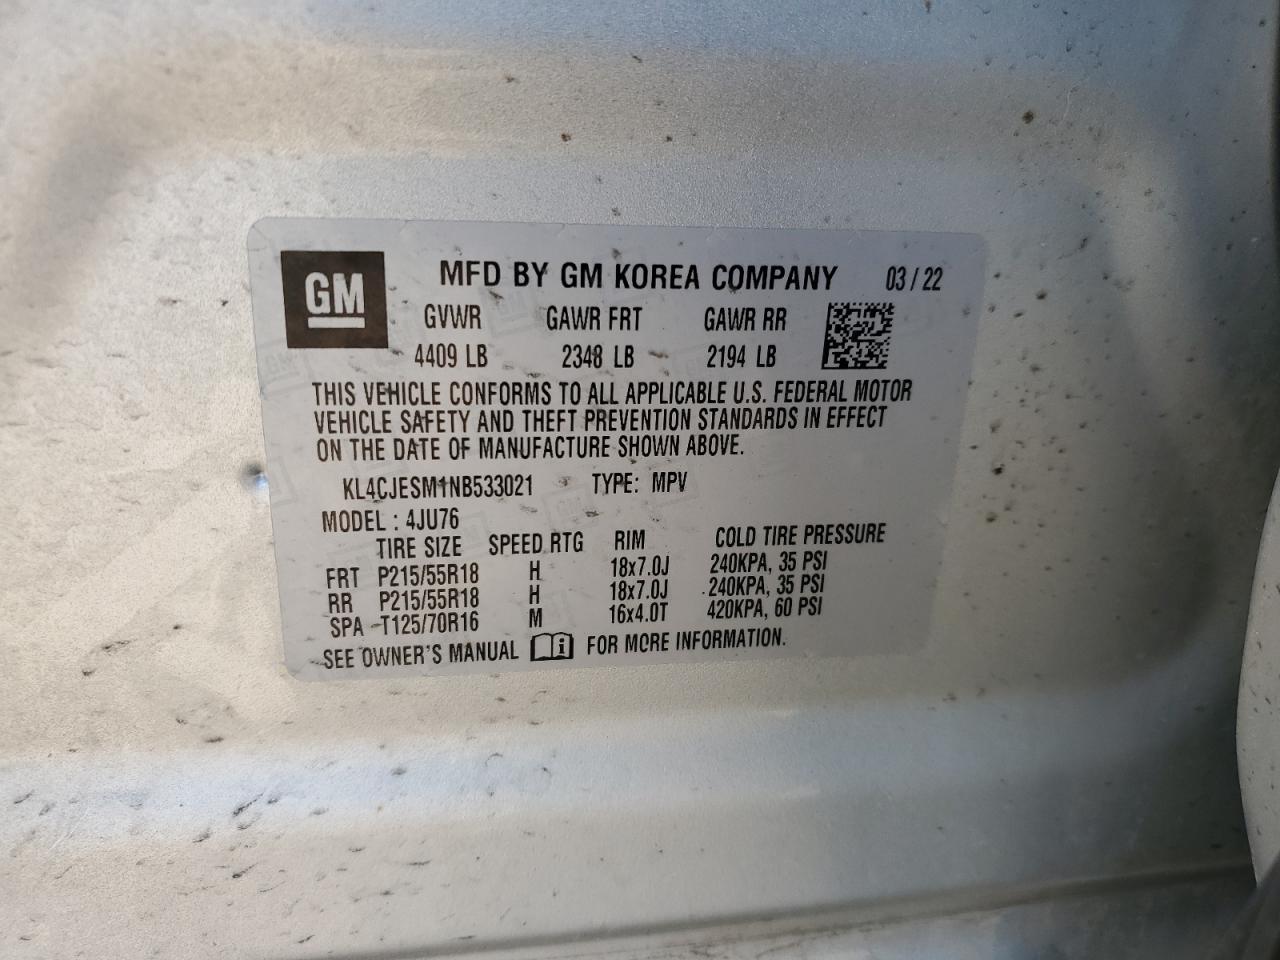 GM
MFD BY GM KOREA COMPANY 03 / 22
GVWR GAWR FRT GAWR RR
4409 LB 2348 LB 2194 LB
THIS VEHICLE CONFORMS TO ALL APPLICABLE U.S. FEDERAL MOTOR
VEHICLE SAFETY AND THEFT PREVENTION STANDARDS IN EFFECT
ON THE DATE OF MANUFACTURE SHOWN ABOVE.
KL4CJESM1NB533021 TYPE: MPV
MODEL : 4JU76
TIRE SIZE SPEED RTG RIM COLD TIRE PRESSURE
FRT P215/55R18 H 18x7.0J 240KPA, 35 PSI
RR P215/55R18 H 18x7.0J 240KPA, 35 PSI
SPA T125/70R16 M 16x4.0T 420KPA, 60 PSI
SEE OWNER'S MANUAL i FOR MORE INFORMATION.